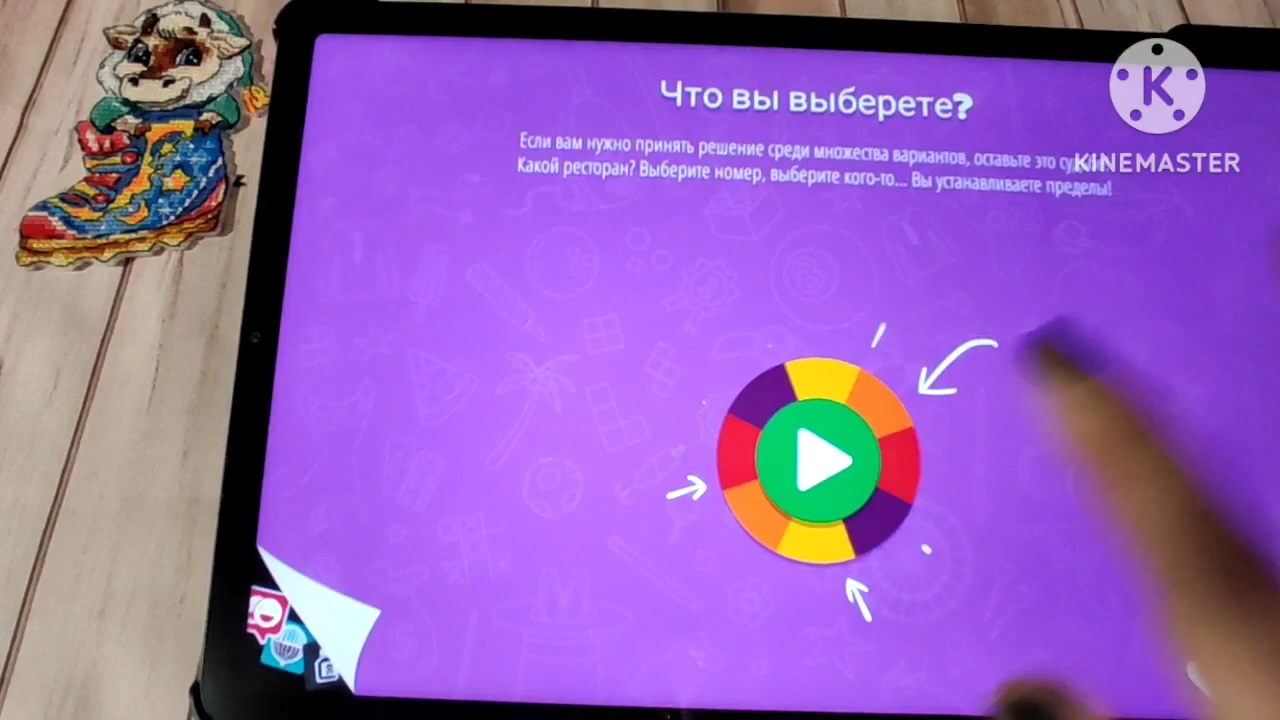 Что вы выберете?
Если вам нужно принять решение среди множества вариантов, оставьте это
Какой ресторан? Выберите номер, выберите кого-то... Вы устанавливаете пределы!
K
KINEMASTER